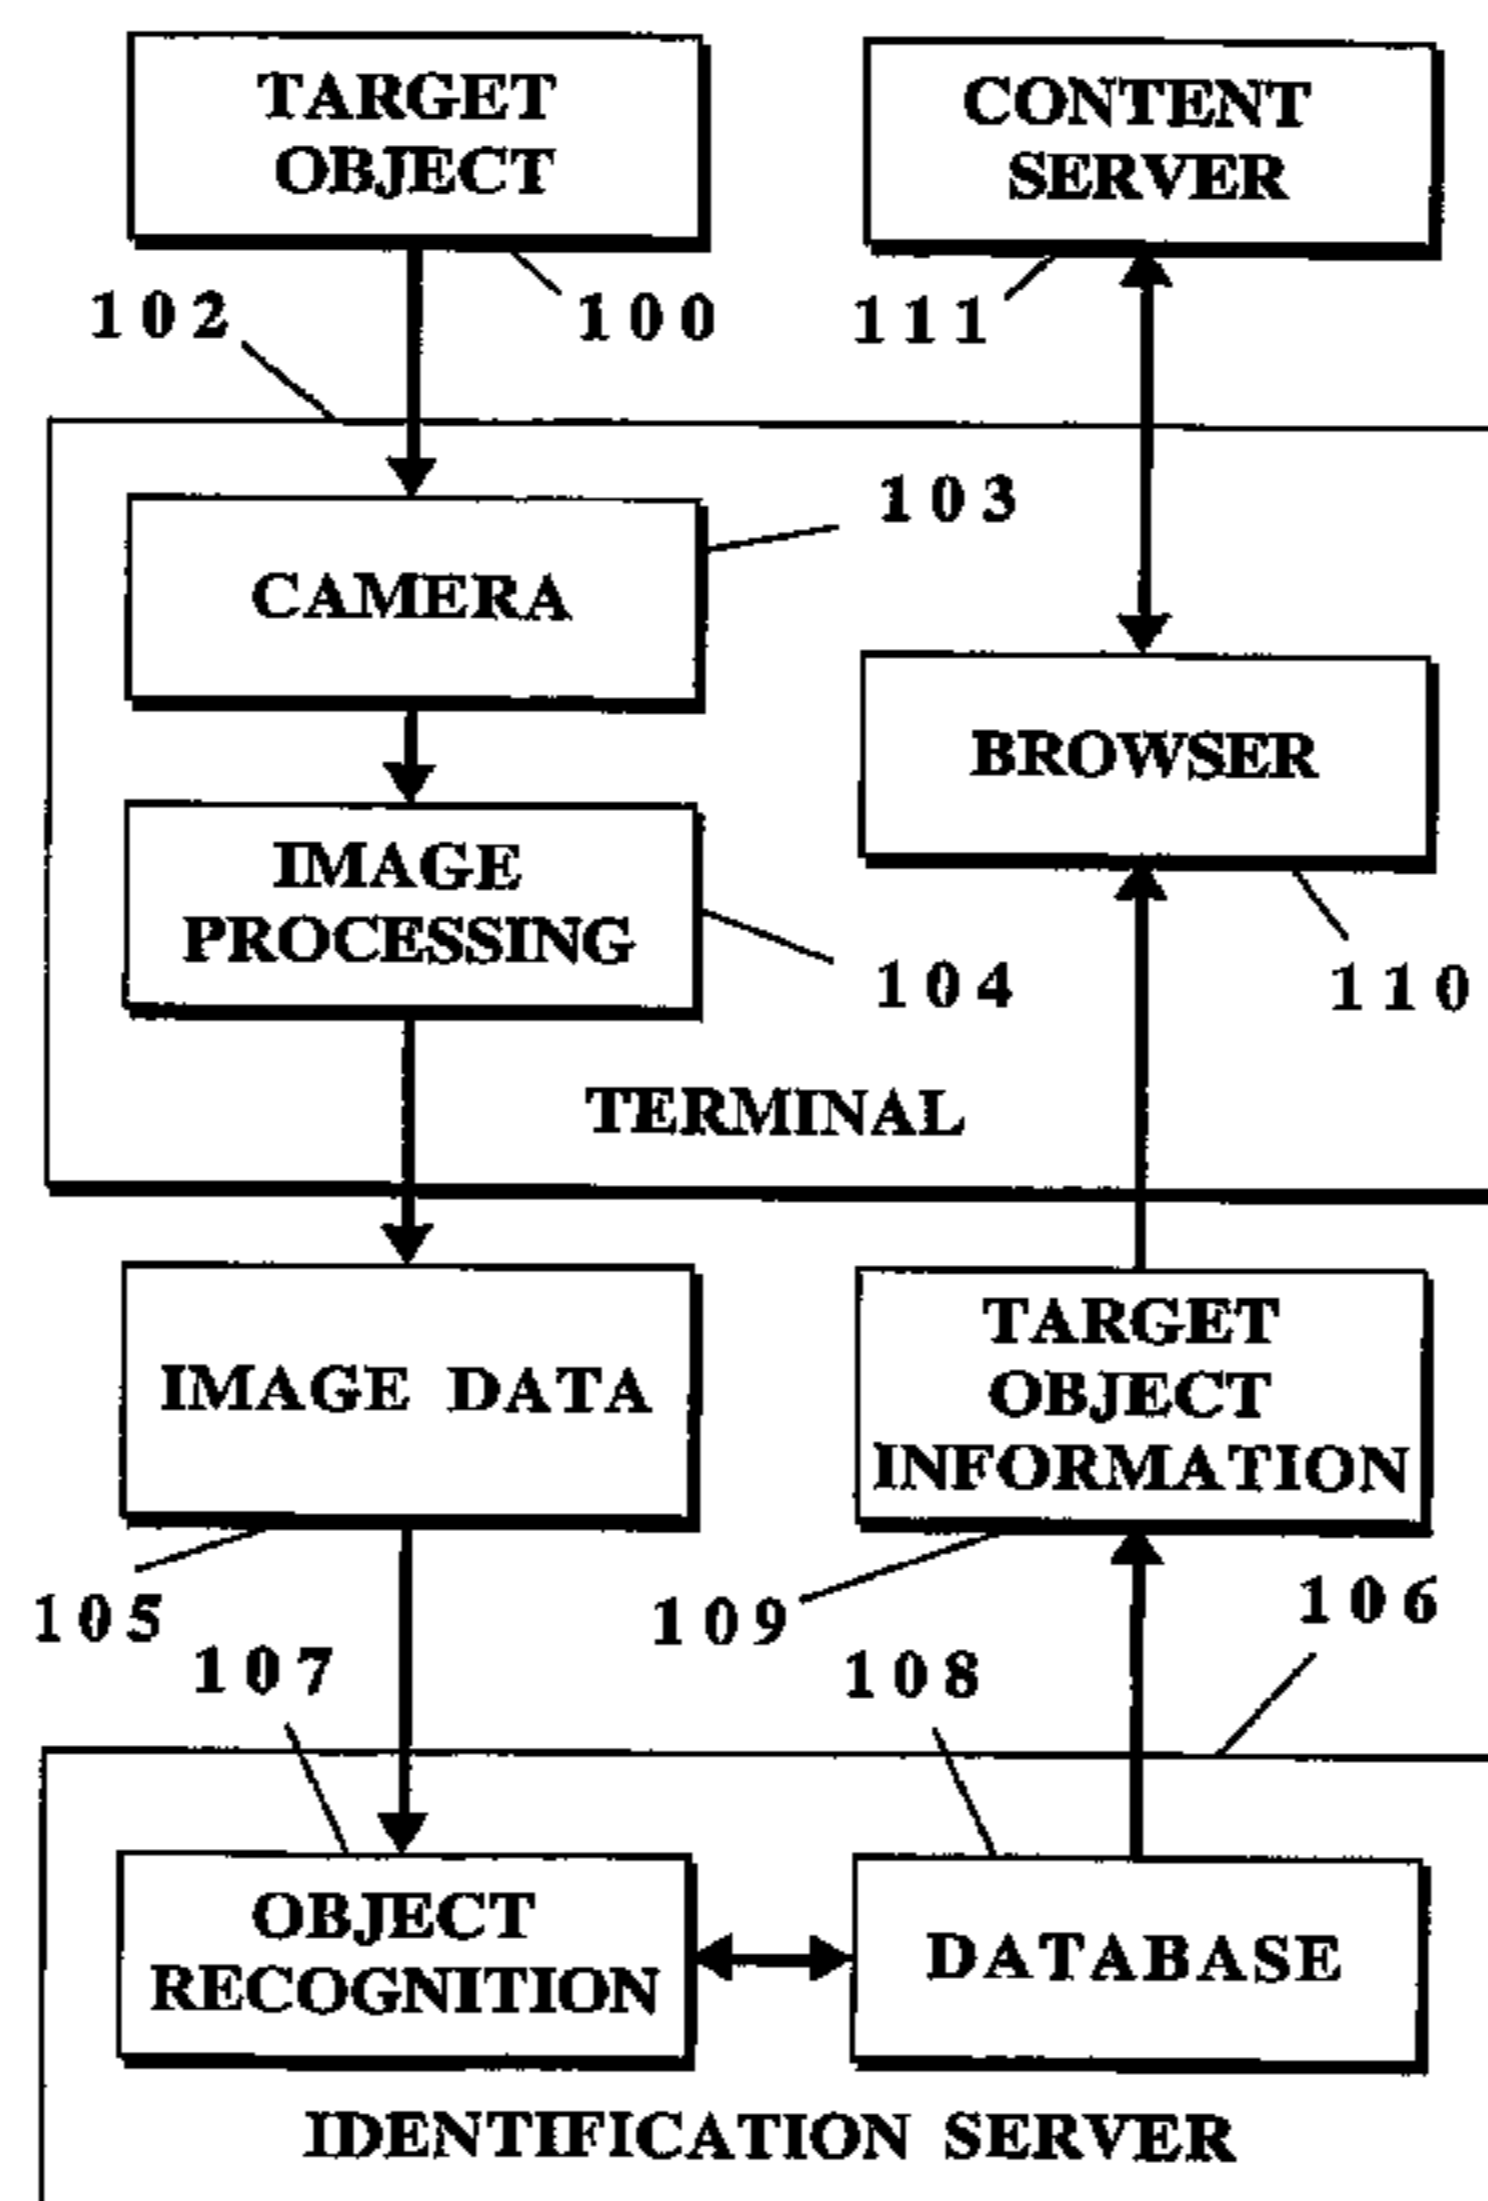 TARGET
OBJECT
CONTENT
SERVER
102
100
111
103
CAMERA
BROWSER
IMAGE
PROCESSING
104
110
TERMINAL
IMAGE DATA
TARGET
OBJECT
INFORMATION
105
109
106
107
108
OBJECT
RECOGNITION
DATABASE
IDENTIFICATION SERVER